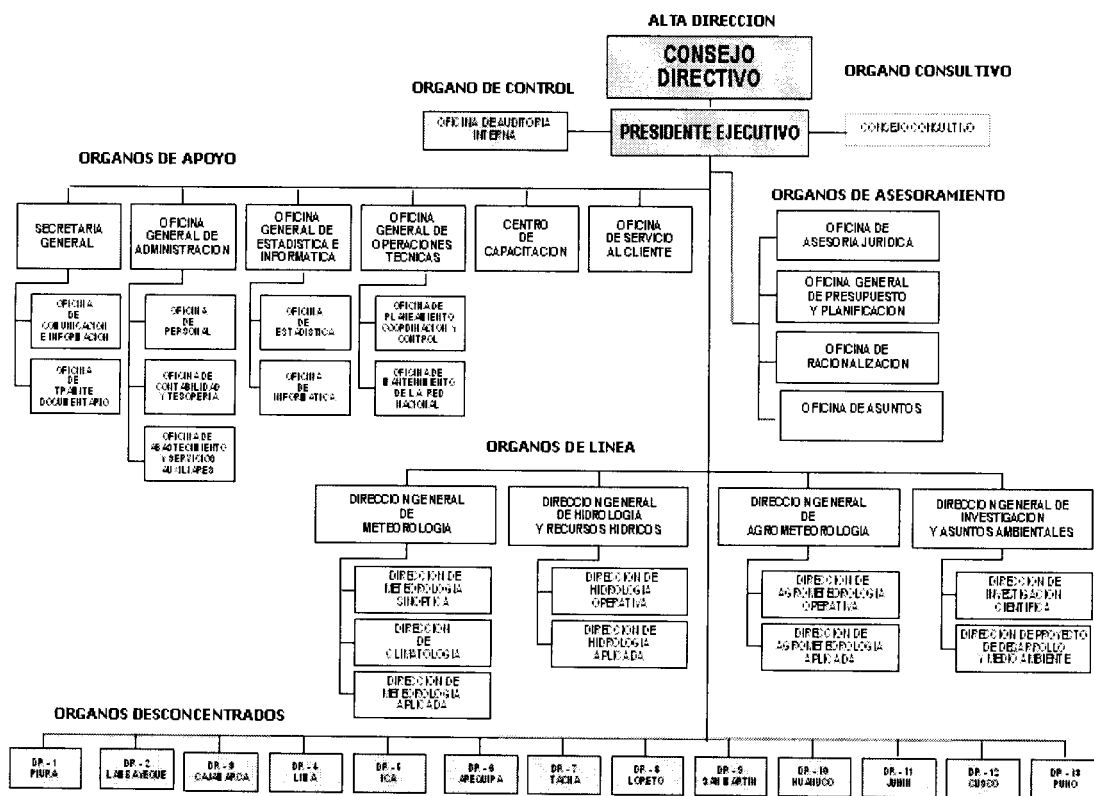 ALTA DIRECCION
CONSEJO
DIRECTIVO
ORGANO CONSULTIVO
ORGANO DE CONTROL
OFICINA DE AUDITORIA
INTERNA
PRESIDENTE EJECUTIVO
CONSEJO CONSULTIVO
ORGANOS DE APOYO
ORGANOS DE ASESORAMIENTO
SECRETARIA
GENERAL
OFICINA
GENERAL DE
ADMINISTRACION
OFICINA
GENERAL DE
ESTADISTICA E
INFORMATICA
OFICINA
GENERAL DE
OPERACIONES
TECNICAS
CENTRO
DE
CAPACITACION
OFICINA
DE SERVICIO
AL CLIENTE
OFICINA DE
ASESORIA JURIDICA
OFICINA GENERAL
DE PRESUPUESTO
Y PLANIFICACION
OFICINA DE
RACIONALIZACION
OFICINA DE ASUNTOS
OFICINA
DE
COMUNICACION
E INFORMACION
OFICINA
DE
PERSONAL
OFICINA
DE
ESTADISTICA
OFICINA DE
PLANEAMIENTO
COORDINACION Y
CONTROL
OFICINA
DE
TRAMITE
DOCUMENTARIO
OFICINA DE
CONTABILIDAD
Y TESORERIA
OFICINA
DE
INFORMATICA
OFICINA DE
MANTENIMIENTO
DE LA RED
NACIONAL
OFICINA DE
ABASTECIMIENTO
Y SERVICIOS
AUXILIARES
ORGANOS DE LINEA
DIRECCION GENERAL
DE
METEOROLOGIA
DIRECCION GENERAL
DE HIDROLOGIA
Y RECURSOS HIDRICOS
DIRECCION GENERAL
DE
AGROMETEOROLOGIA
DIRECCION GENERAL DE
INVESTIGACION
Y ASUNTOS AMBIENTALES
DIRECCION DE
METEOROLOGIA
SINOPTICA
DIRECCION DE
HIDROLOGIA
OPERATIVA
DIRECCION DE
AGROMETEOROLOGIA
OPERATIVA
DIRECCION DE
INVESTIGACION
CIENTIFICA
DIRECCION
DE
CLIMATOLOGIA
DIRECCION DE
HIDROLOGIA
APLICADA
DIRECCION DE
AGROMETEOROLOGIA
APLICADA
DIRECCION DE PROYECTO
DE DESARROLLO
Y MEDIO AMBIENTE
DIRECCION DE
METEOROLOGIA
APLICADA
ORGANOS DESCONCENTRADOS
DR - 1
PIURA
DR - 2
LAMBAYEQUE
DR - 3
CAJAMARCA
DR - 4
LIMA
DR - 5
ICA
DR - 6
AREQUIPA
DR - 7
TACNA
DR - 8
LORETO
DR - 9
SAN MARTIN
DR - 10
HUANUCO
DR - 11
JUNIN
DR - 12
CUSCO
DR - 13
PUNO